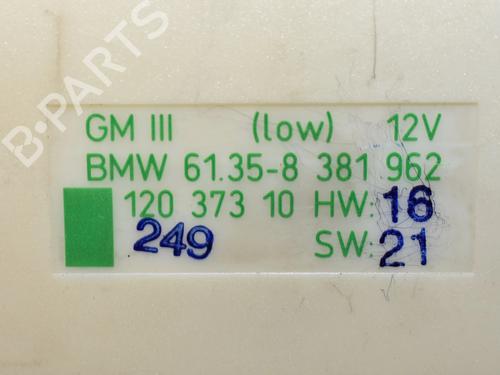 B-PARTS
GM III (low) 12V
BMW 61.35-8 381 962
120 373 10 HW: 16
249 SW: 21